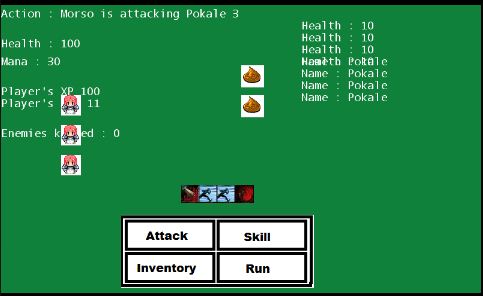 Action : Morso is attacking Pokale 3
Health : 100
Mana : 30
Player's XP 100
Player's 11
Enemies k ed : 0
Health : 10
Health : 10
Health : 10
Health : 10
Name : Pokale
Name : Pokale
Name : Pokale
Name : Pokale
Attack
Skill
Inventory
Run